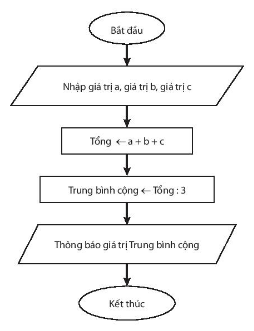 Bắt đầu
Nhập giá trị a, giá trị b, giá trị c
Tổng ← a + b + c
Trung bình cộng ← Tổng : 3
Thông báo giá trị Trung bình cộng
Kết thúc